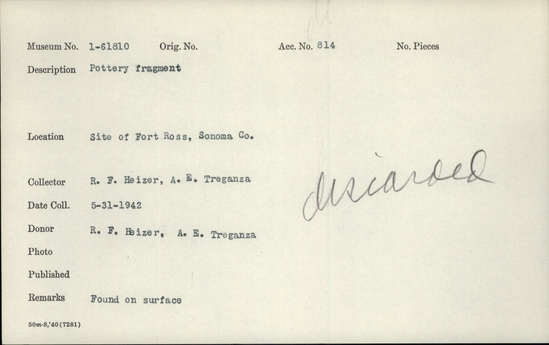 Museum No. 1-61810 Orig. No. Acc. No. 814 No. Pieces
Description Pottery fragment
Location Site of Fort Ross, Sonoma Co.
Collector R. F. Heizer, A. E. Treganza
discarded
Date Coll. 5-31-1942
Donor R. F. Heizer, A. E. Treganza
Photo
Published
Remarks Found on surface
50m-8,'40(7281)